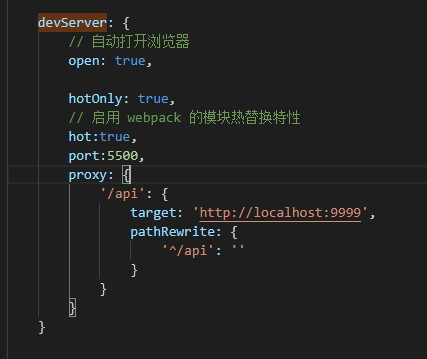 devServer: {
// 自动打开浏览器
open: true,
hotOnly: true,
// 启用 webpack 的模块热替换特性
hot:true,
port:5500,
proxy: {
'/api': {
target: 'http://localhost:9999',
pathRewrite: {
'^/api': ''
}
}
}
}